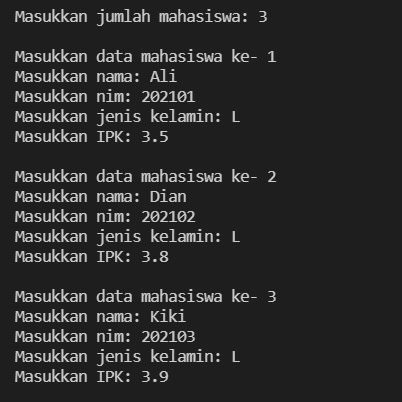 Masukkan jumlah mahasiswa: 3
Masukkan data mahasiswa ke- 1
Masukkan nama: Ali
Masukkan nim: 202101
Masukkan jenis kelamin: L
Masukkan IPK: 3.5
Masukkan data mahasiswa ke- 2
Masukkan nama: Dian
Masukkan nim: 202102
Masukkan jenis kelamin: L
Masukkan IPK: 3.8
Masukkan data mahasiswa ke- 3
Masukkan nama: Kiki
Masukkan nim: 202103
Masukkan jenis kelamin: L
Masukkan IPK: 3.9